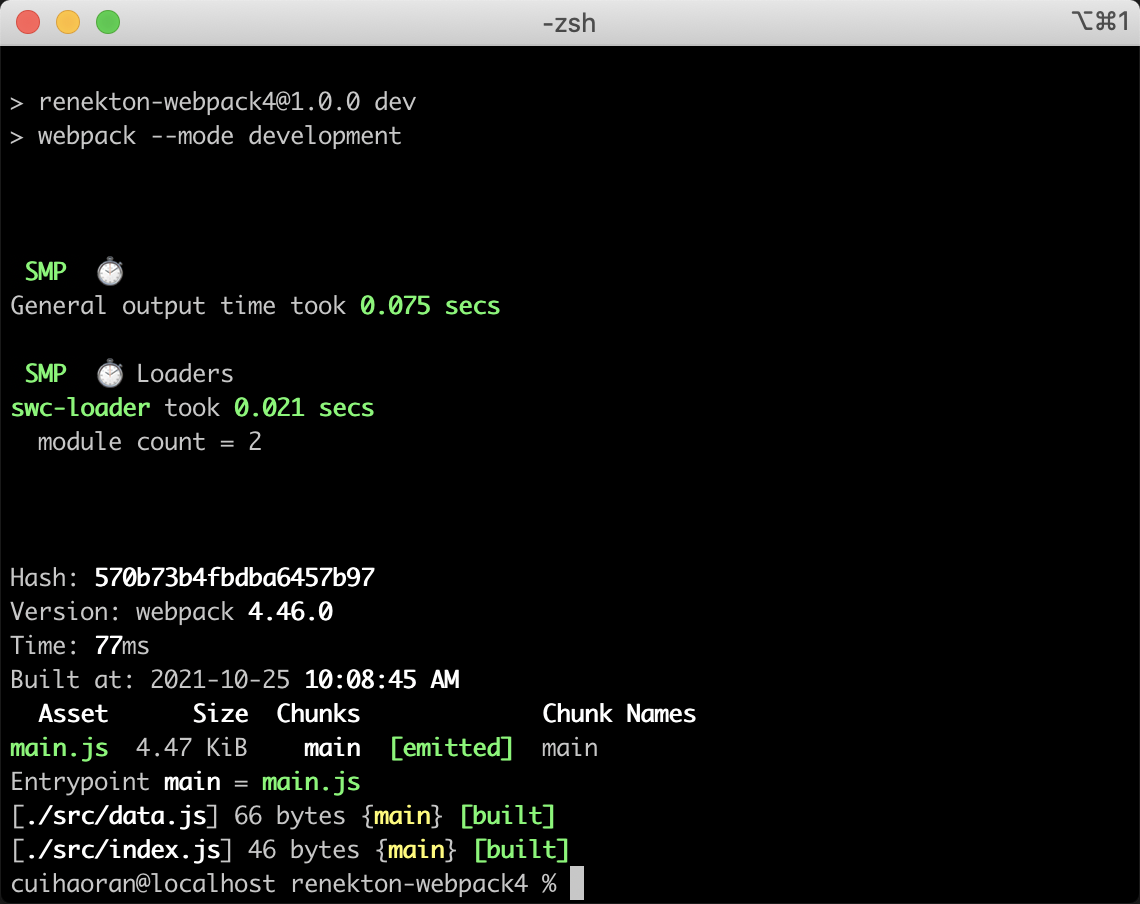 -zsh
⌥⌘1
> renekton-webpack4@1.0.0 dev
> webpack --mode development
SMP ⏱
General output time took 0.075 secs
SMP ⏱ Loaders
swc-loader took 0.021 secs
module count = 2
Hash: 570b73b4fbdba6457b97
Version: webpack 4.46.0
Time: 77ms
Built at: 2021-10-25 10:08:45 AM
Asset Size Chunks Chunk Names
main.js 4.47 KiB main [emitted] main
Entrypoint main = main.js
[./src/data.js] 66 bytes {main} [built]
[./src/index.js] 46 bytes {main} [built]
cuihaoran@localhost renekton-webpack4 %